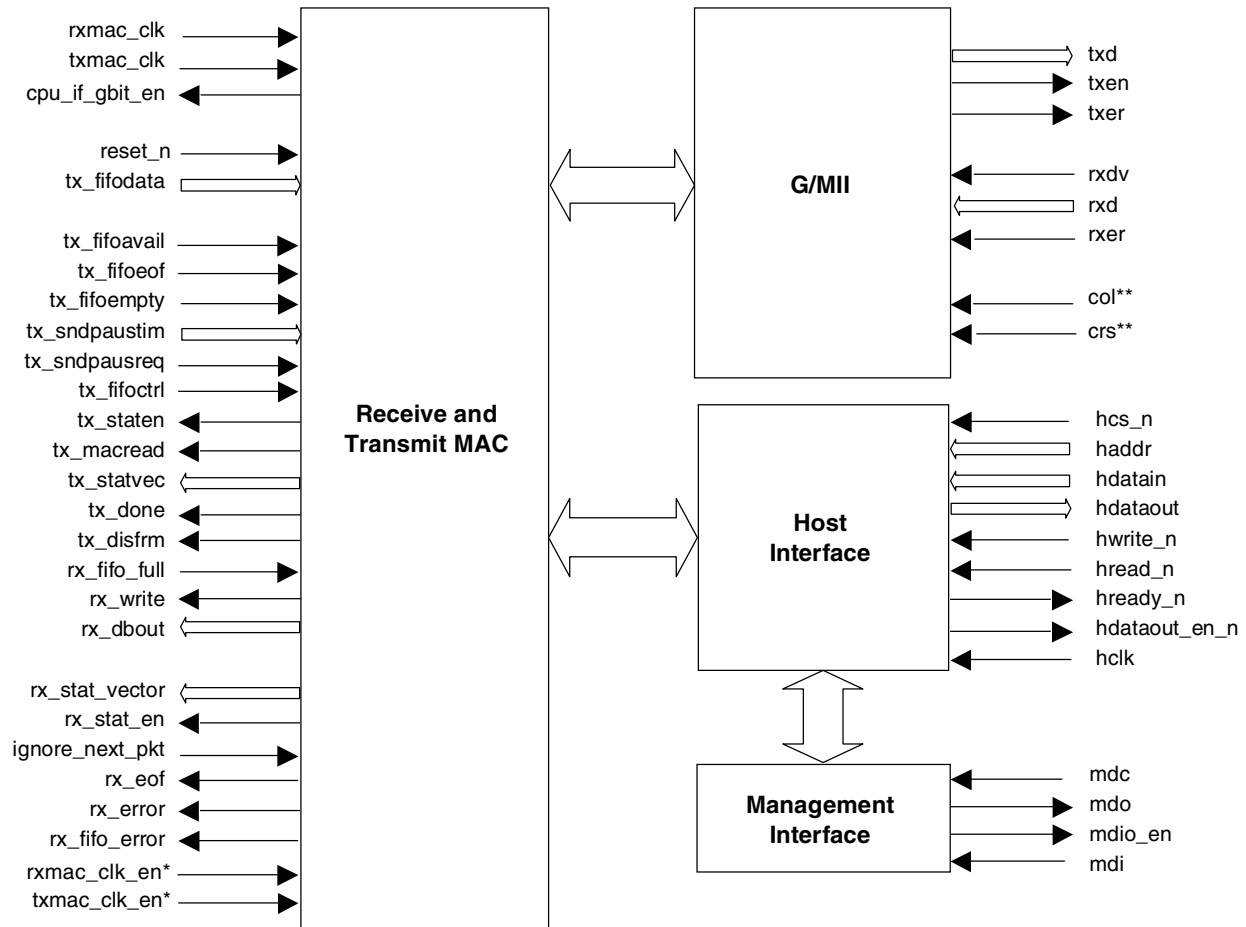 rxmac_clk
txmac_clk
cpu_if_gbit_en
reset_n
tx_fifodata
tx_fifoavail
tx_fifoeof
tx_fifoempty
tx_sndpaustim
tx_sndpausreq
tx_fifoctrl
tx_staten
tx_macread
tx_statvec
tx_done
tx_disfrm
rx_fifo_full
rx_write
rx_dbout
rx_stat_vector
rx_stat_en
ignore_next_pkt
rx_eof
rx_error
rx_fifo_error
rxmac_clk_en*
txmac_clk_en*
Receive and
Transmit MAC
G/MII
txd
txen
txer
rxdv
rxd
rxer
col**
crs**
Host
Interface
hcs_n
haddr
hdatain
hdataout
hwrite_n
hread_n
hready_n
hdataout_en_n
hclk
Management
Interface
mdc
mdo
mdio_en
mdi